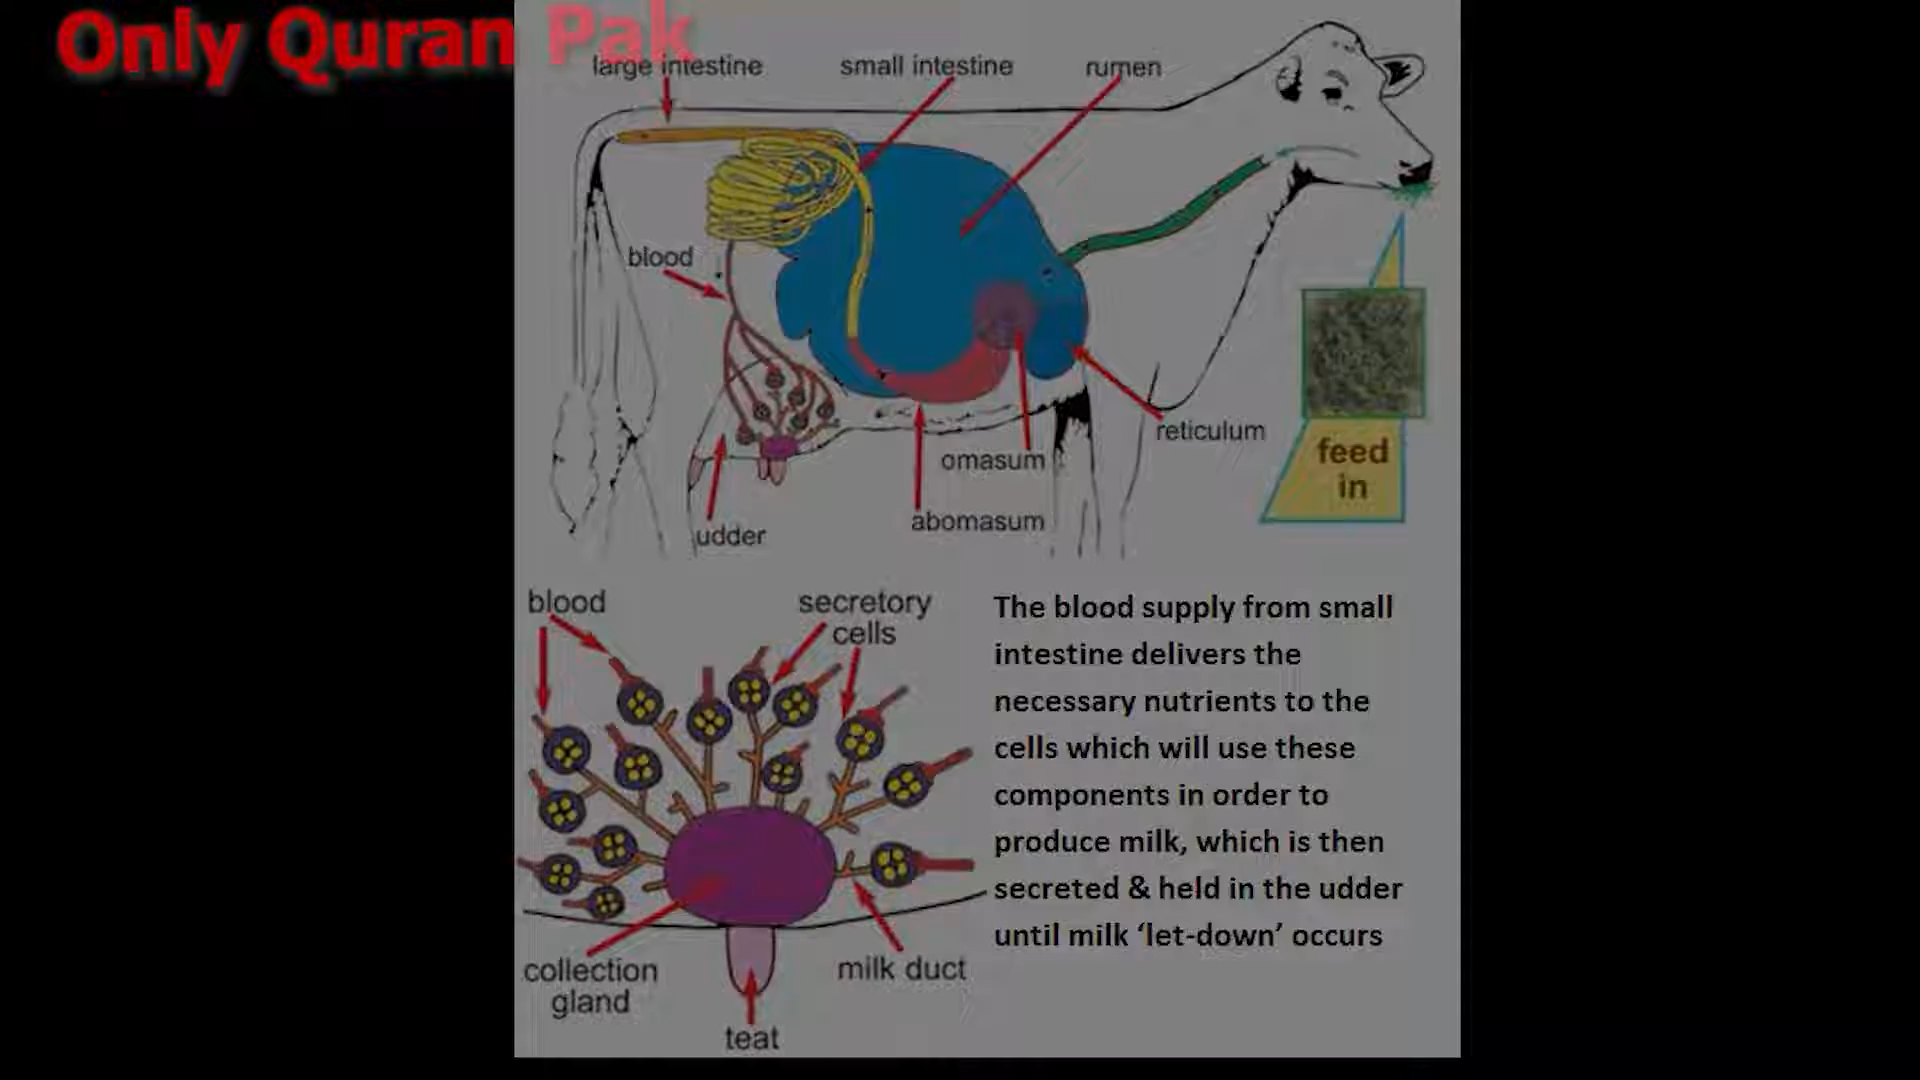 Only Quran Pak
large intestine
small intestine
rumen
blood
reticulum
omasum
abomasum
udder
feed
in
blood
secretory
cells
The blood supply from small
intestine delivers the
necessary nutrients to the
cells which will use these
components in order to
produce milk, which is then
secreted & held in the udder
until milk ‘let-down’ occurs
collection
gland
milk duct
teat